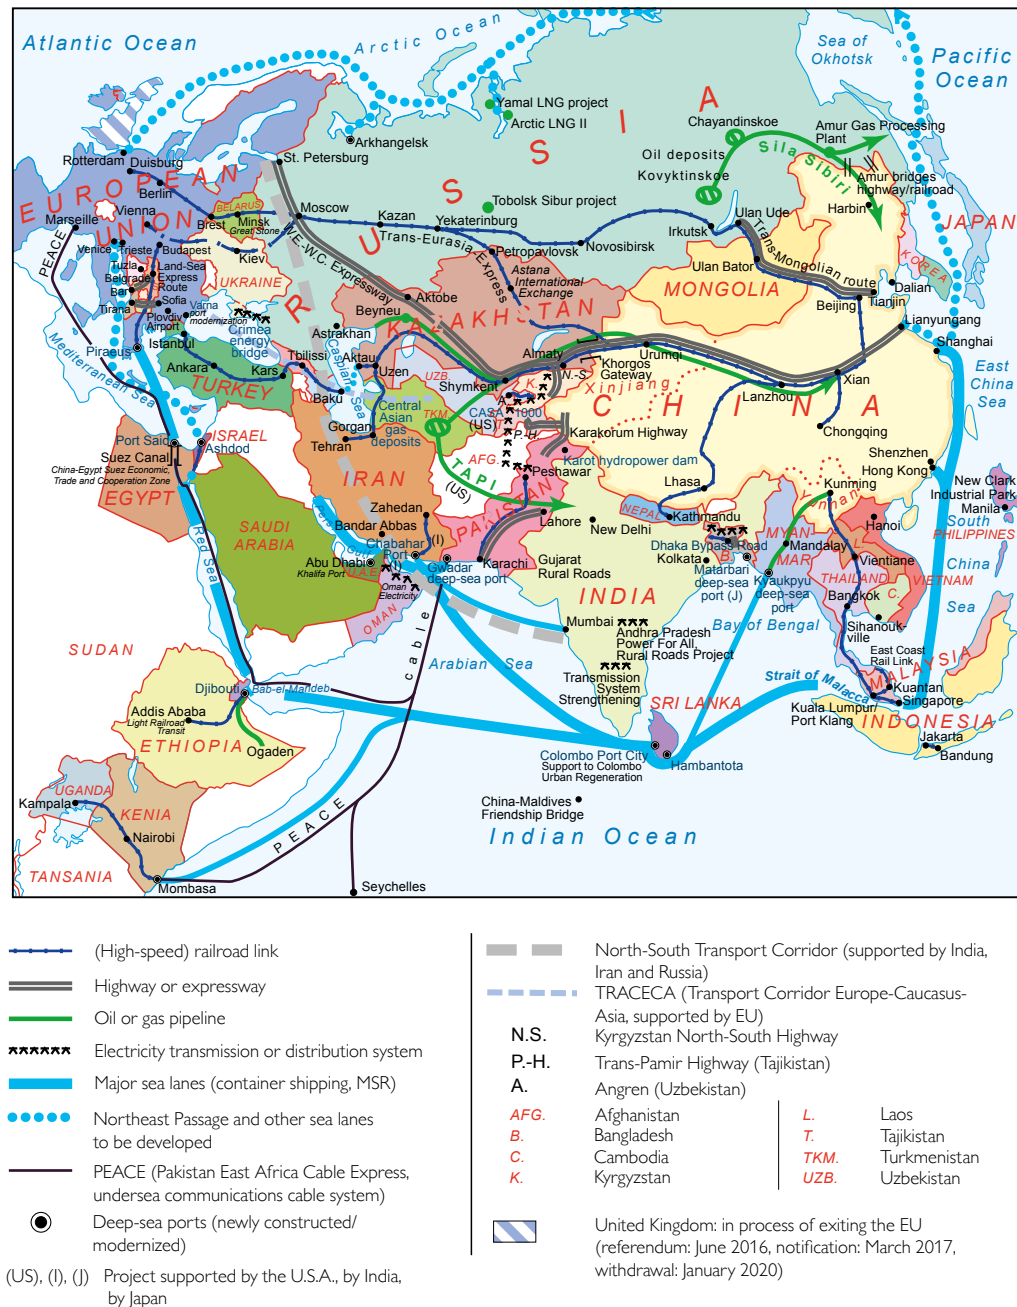 Atlantic Ocean
Arctic Ocean
Sea of
Okhotsk
Pacific
Ocean
RUSSIA
Yamal LNG project
Arctic LNG II
Chayandinskoe
Amur Gas Processing
Plant
Arkhangelsk
Oil deposits
Kovyktinskoe
Sila Sibiri
Amur bridges
highway/railroad
Rotterdam
Duisburg
Berlin
St. Petersburg
EUROPEAN
UNION
Tobolsk Sibur project
Harbin
JAPAN
Marseille
Vienna
BELARUS
Brest
Minsk
Great Stone
Moscow
Kazan
Yekaterinburg
Trans-Eurasia-Express
Petropavlovsk
Novosibirsk
Irkutsk
Ulan Ude
Trans-Mongolian route
PEACE
Venice
Trieste
Budapest
Kiev
W.E.-W.C. Expressway
Tuzla
Belgrade
Bar
Land-Sea
Express
Route
UKRAINE
Astana
International
Exchange
Ulan Bator
MONGOLIA
KOREA
Dalian
Tirana
Sofia
Plovdiv
Airport
Varna
port
modernization
Crimea
energy
bridge
Aktobe
Beyneu
KAZAKHSTAN
Beijing
Tianjin
Lianyungang
Piraeus
Istanbul
Astrakhan
Shanghai
Mediterranean Sea
Ankara
TURKEY
Kars
Tbilissi
Caspian Sea
Aktau
Uzen
UZB.
Shymkent
Almaty
N.-S.
Khorgos
Gateway
Urumqi
Xinjiang
Lanzhou
Xian
East
China
Sea
Baku
Central
Asian
gas
deposits
TKM.
A.
K.
CASA 1000
(US)
T.
P.-H.
Karakorum Highway
CHINA
Chongqing
Gorgan
Tehran
Port Said
ISRAEL
Ashdod
Suez Canal
China-Egypt Suez Economic,
Trade and Cooperation Zone
EGYPT
IRAN
TAPI
(US)
AFG.
Peshawar
Karot hydropower dam
Shenzhen
Hong Kong
Lhasa
Kunming
Yunnan
New Clark
Industrial Park
Manila
Red Sea
SAUDI
ARABIA
Zahedan
Bandar Abbas
Persian Gulf
Chabahar
Port
(I)
(I)
PAKISTAN
Lahore
New Delhi
NEPAL
Kathmandu
Hanoi
South
China
Sea
PHILIPPINES
Abu Dhabi
Khalifa Port
U.A.E.
Oman
Electricity
OMAN
Gwadar
deep-sea port
Karachi
Gujarat
Rural Roads
Dhaka Bypass Road
B.
Kolkata
Matarbari
deep-sea
port (J)
MYAN-
MAR
Mandalay
Kyaukpyu
deep-sea
port
L.
Vientiane
THAILAND
VIETNAM
C.
Bangkok
INDIA
Bay of Bengal
Sihanouk-
ville
SUDAN
cable
Arabian Sea
Mumbai
Andhra Pradesh
Power For All,
Rural Roads Project
Transmission
System
Strengthening
East Coast
Rail Link
MALAYSIA
Djibouti
Bab-el-Mandeb
SRI LANKA
Strait of Malacca
Kuantan
Singapore
Kuala Lumpur/
Port Klang
INDONESIA
Addis Ababa
Light Railroad
Transit
ETHIOPIA
Ogaden
Colombo Port City
Support to Colombo
Urban Regeneration
Hambantota
Jakarta
Bandung
UGANDA
Kampala
KENIA
Nairobi
PEACE
China-Maldives
Friendship Bridge
Indian Ocean
TANSANIA
Mombasa
Seychelles
(High-speed) railroad link
Highway or expressway
Oil or gas pipeline
Electricity transmission or distribution system
Major sea lanes (container shipping, MSR)
Northeast Passage and other sea lanes
to be developed
PEACE (Pakistan East Africa Cable Express,
undersea communications cable system)
Deep-sea ports (newly constructed/
modernized)
(US), (I), (J) Project supported by the U.S.A., by India,
by Japan
North-South Transport Corridor (supported by India,
Iran and Russia)
TRACECA (Transport Corridor Europe-Caucasus-
Asia, supported by EU)
N.S. Kyrgyzstan North-South Highway
P.-H. Trans-Pamir Highway (Tajikistan)
A. Angren (Uzbekistan)
AFG. Afghanistan
B. Bangladesh
C. Cambodia
K. Kyrgyzstan
L. Laos
T. Tajikistan
TKM. Turkmenistan
UZB. Uzbekistan
United Kingdom: in process of exiting the EU
(referendum: June 2016, notification: March 2017,
withdrawal: January 2020)